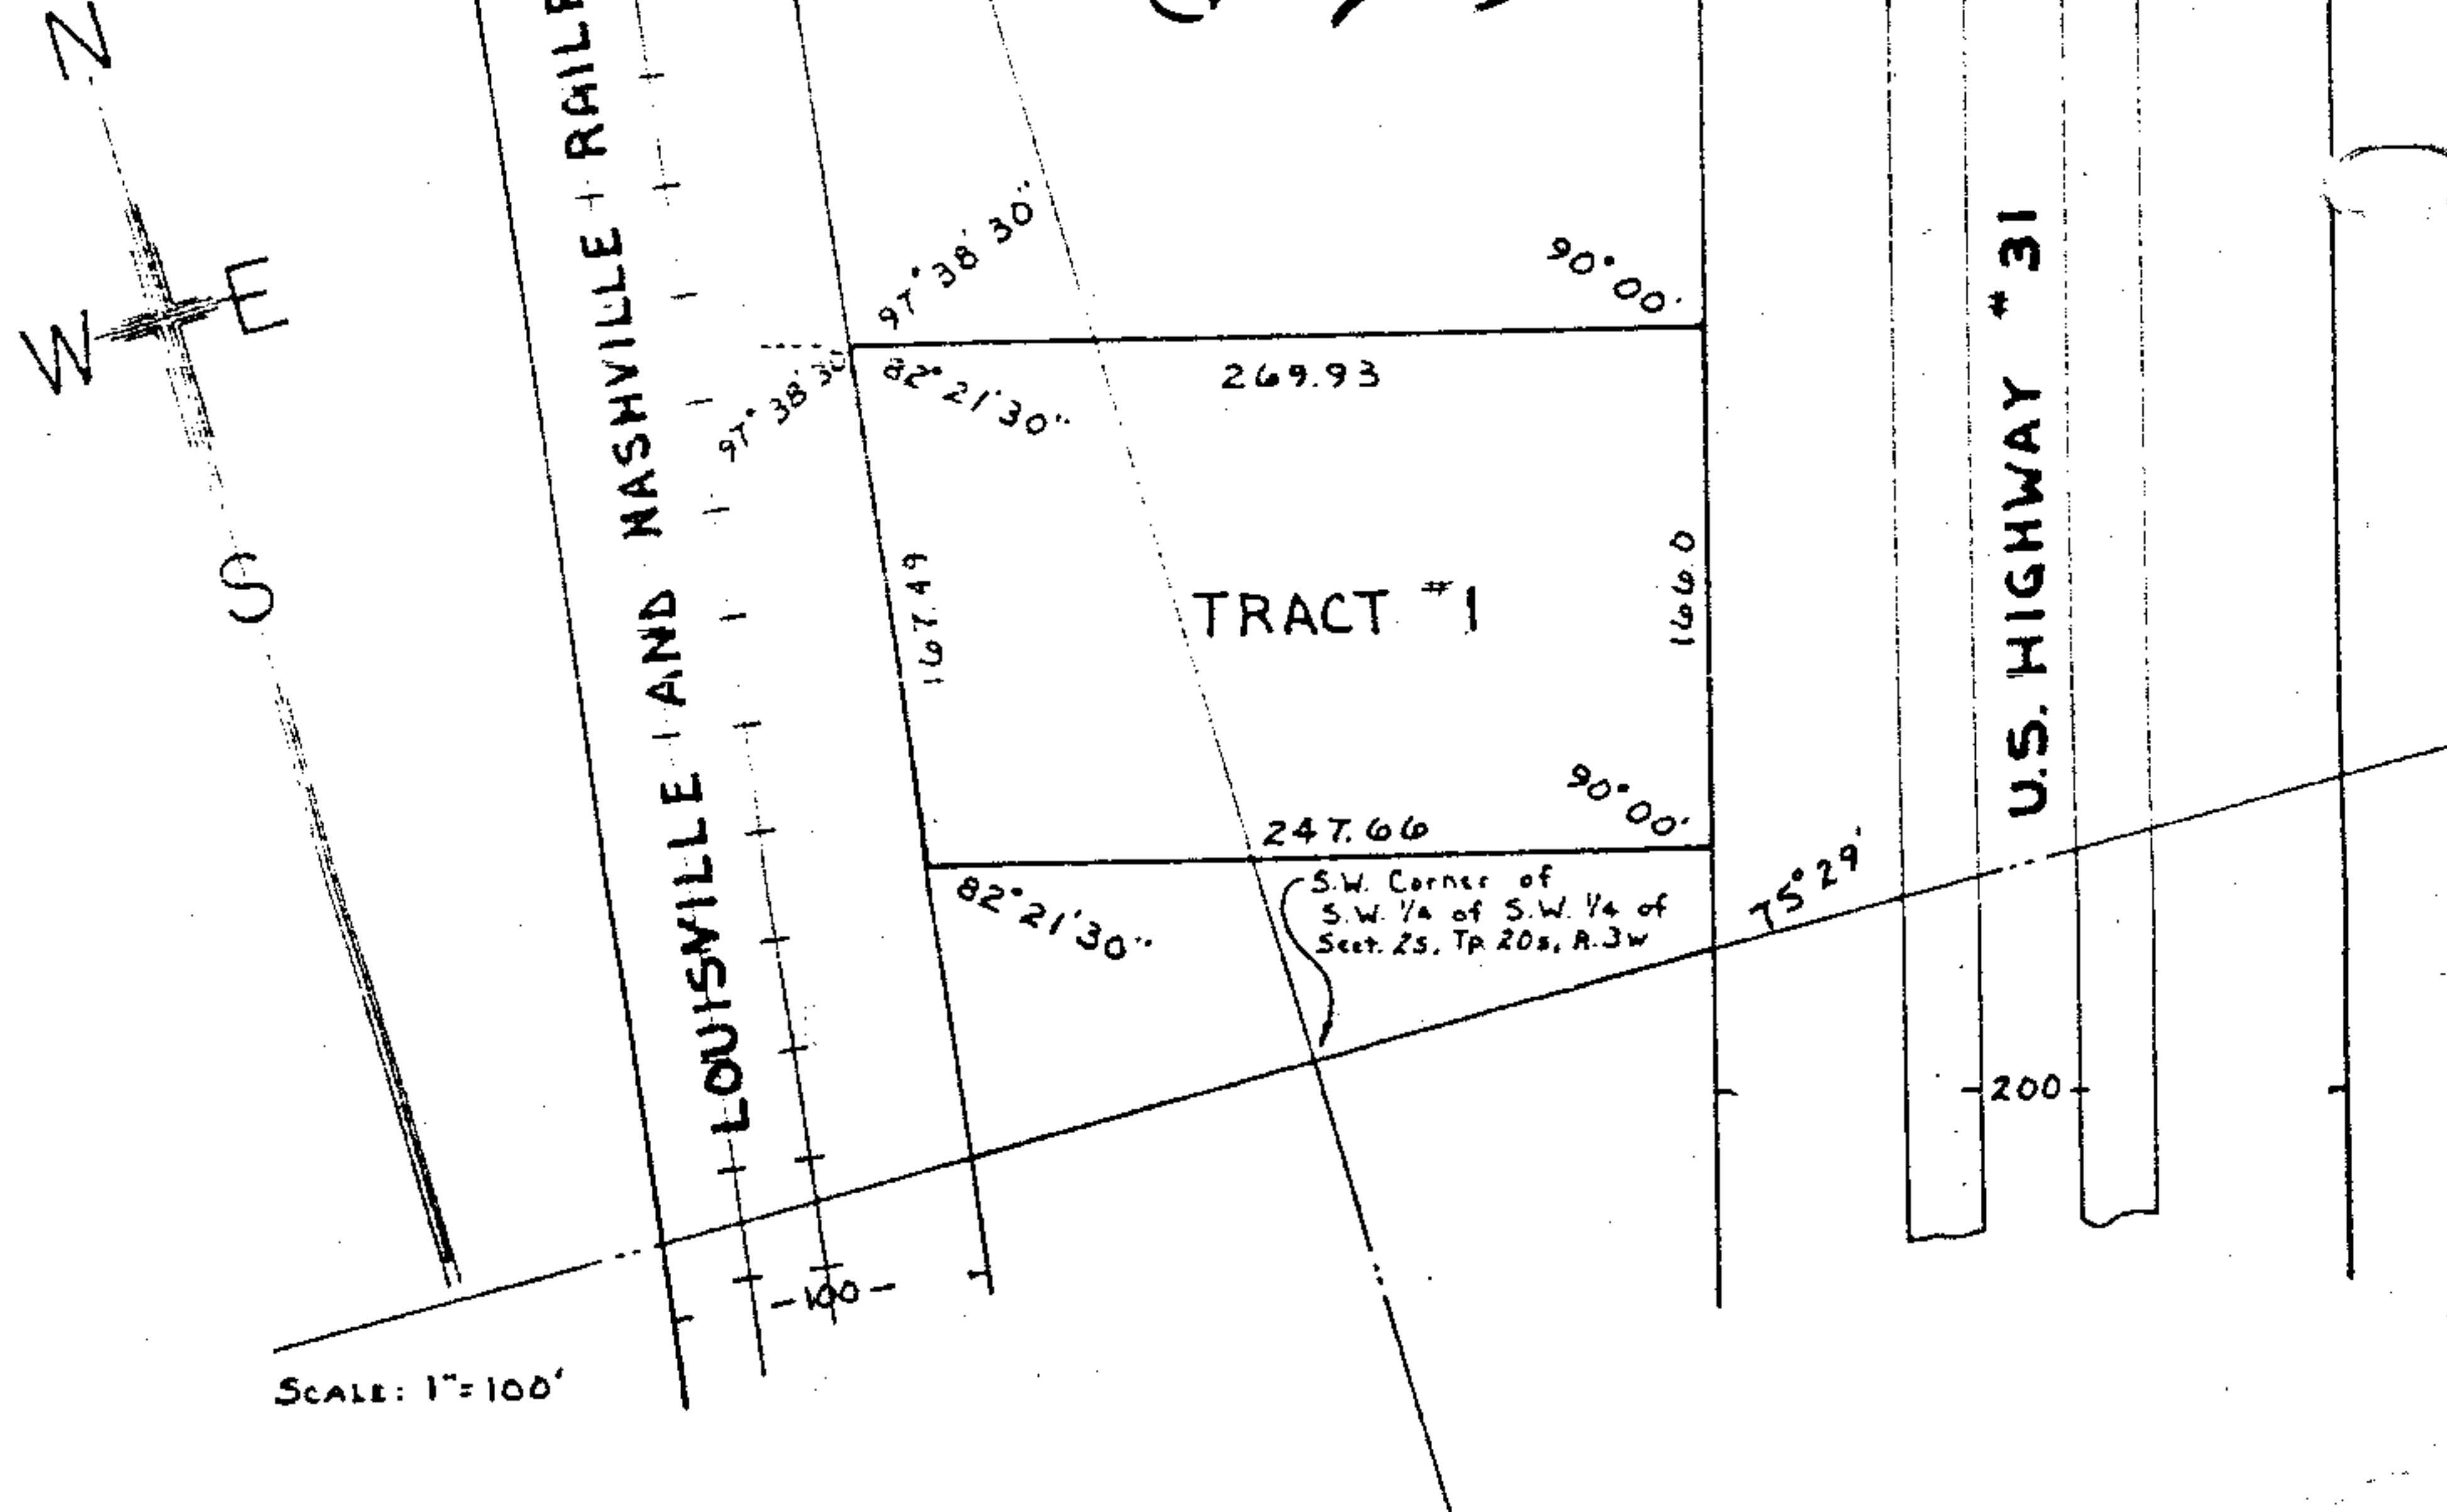 N
W
E
S
LOUISVILLE AND NASHVILLE
97° 38' 30"
90° 00'
97° 38' 30"
82° 21' 30"
269.93
167.49
TRACT #1
166.0
U.S. HIGHWAY #31
247.66
90° 00'
82° 21' 30"
S.W. Corner of
S.W. 1/4 of S.W. 1/4 of
Sect. 25, Tp 20s, R.3w
75° 29'
200
100
SCALE: 1"=100'